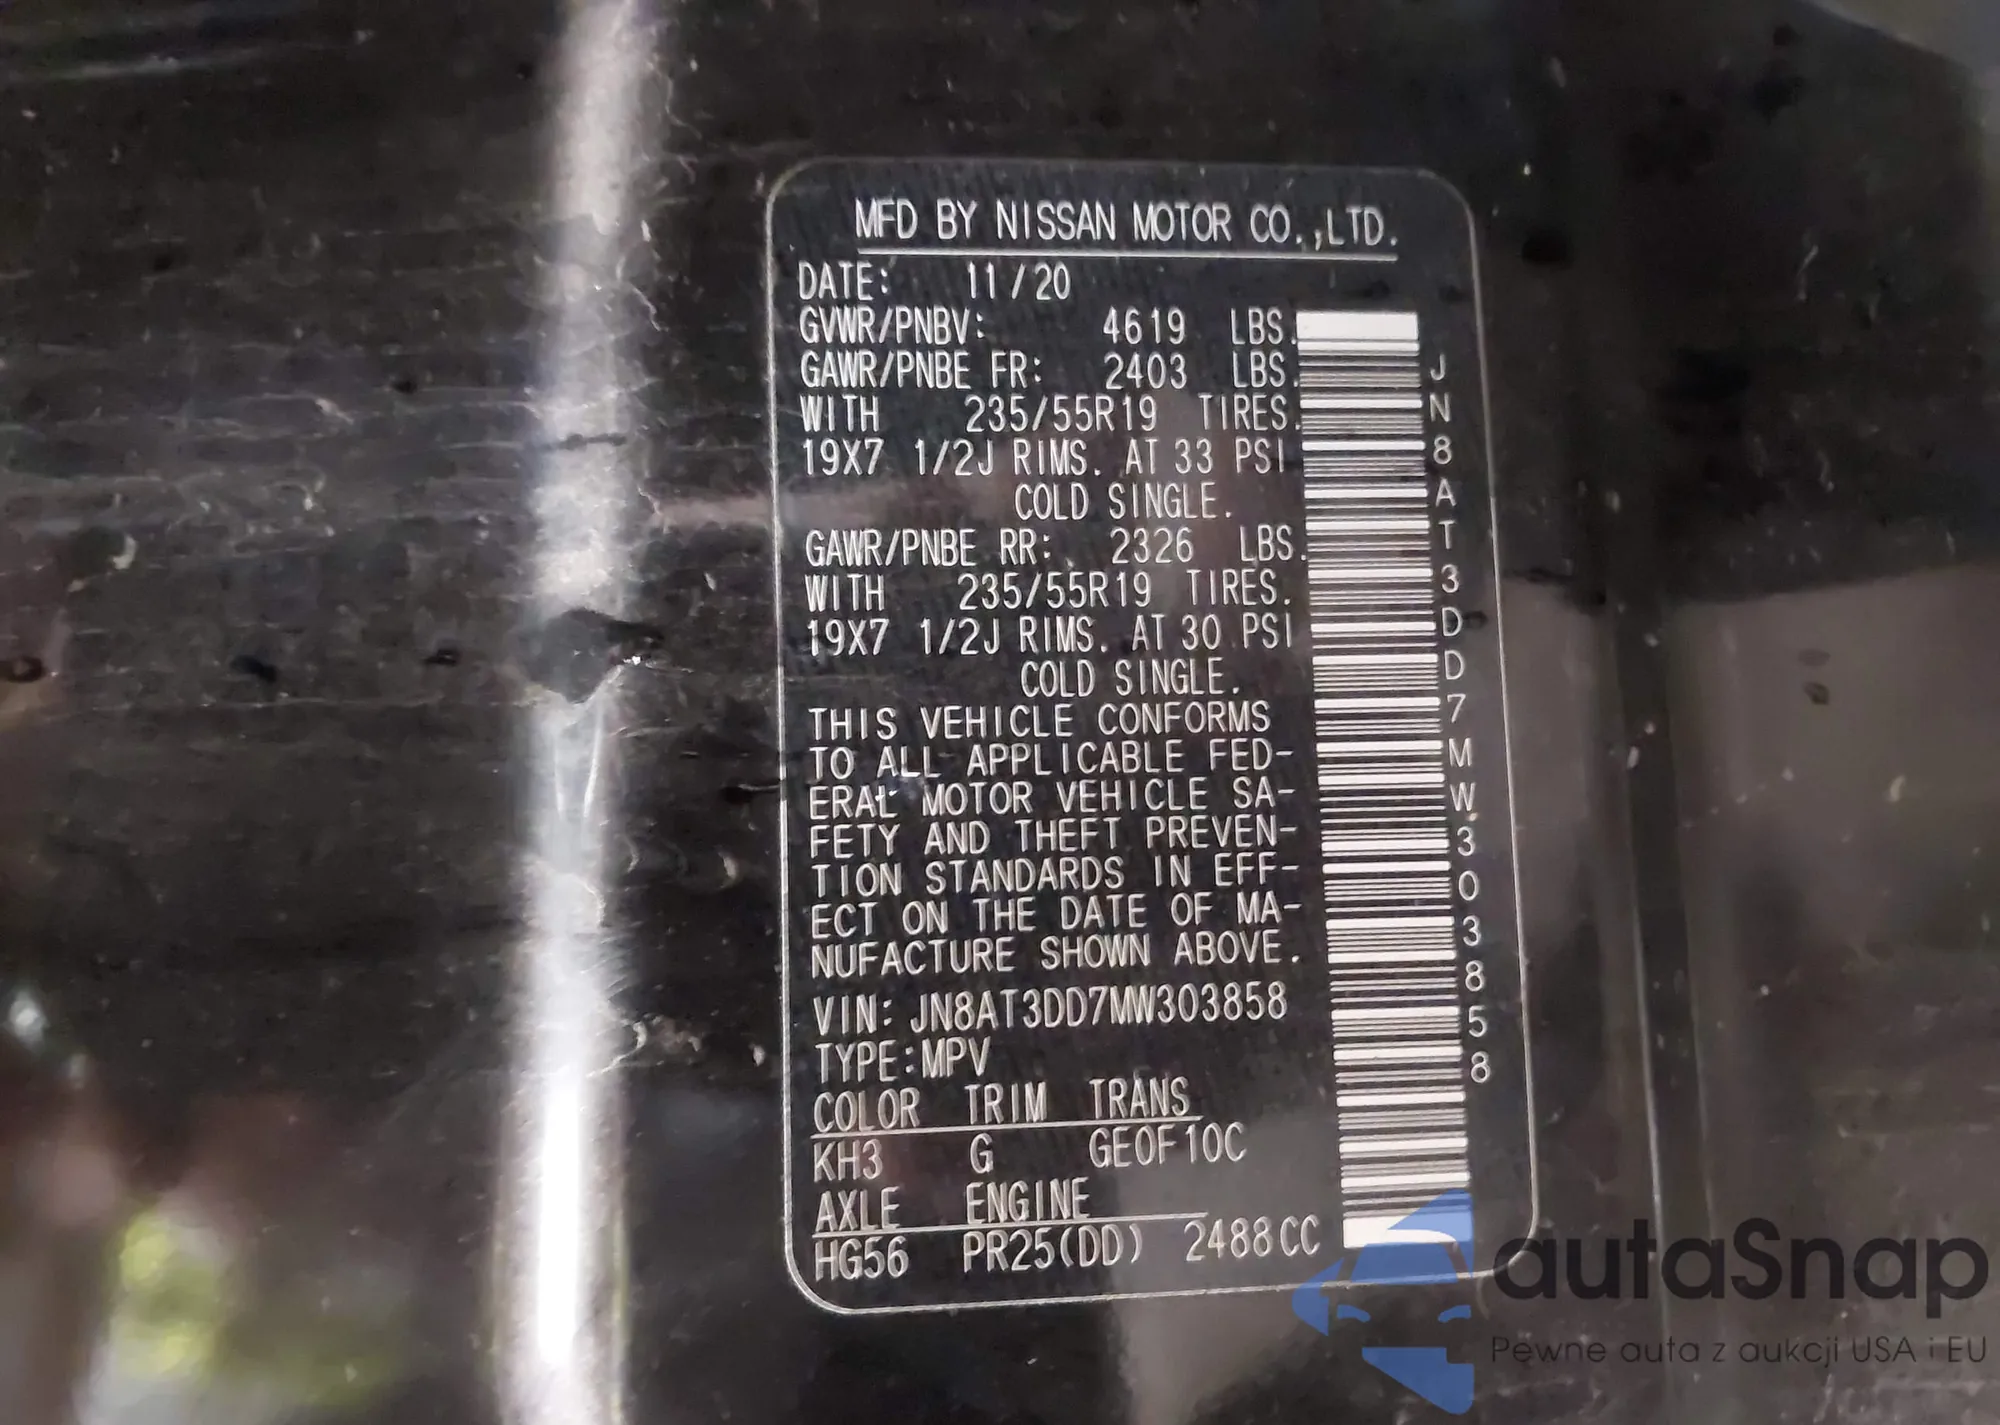 MFD BY NISSAN MOTOR CO.,LTD.
DATE: 11/20
GVWR/PNBV: 4619 LBS.
GAWR/PNBE FR: 2403 LBS.
WITH 235/55R19 TIRES.
19X7 1/2J RIMS. AT 33 PSI
COLD SINGLE.
GAWR/PNBE RR: 2326 LBS.
WITH 235/55R19 TIRES.
19X7 1/2J RIMS. AT 30 PSI
COLD SINGLE.
THIS VEHICLE CONFORMS
TO ALL APPLICABLE FED-
ERAL MOTOR VEHICLE SA-
FETY AND THEFT PREVEN-
TION STANDARDS IN EFF-
ECT ON THE DATE OF MA-
NUFACTURE SHOWN ABOVE.
VIN: JN8AT3DD7MW303858
TYPE:MPV
COLOR TRIM TRANS
KH3 G GE0F10C
AXLE ENGINE
HG56 PR25(DD) 2488CC
JN8AT3DD7MW303858
autaSnap
Pewne auta z aukcji USA i EU